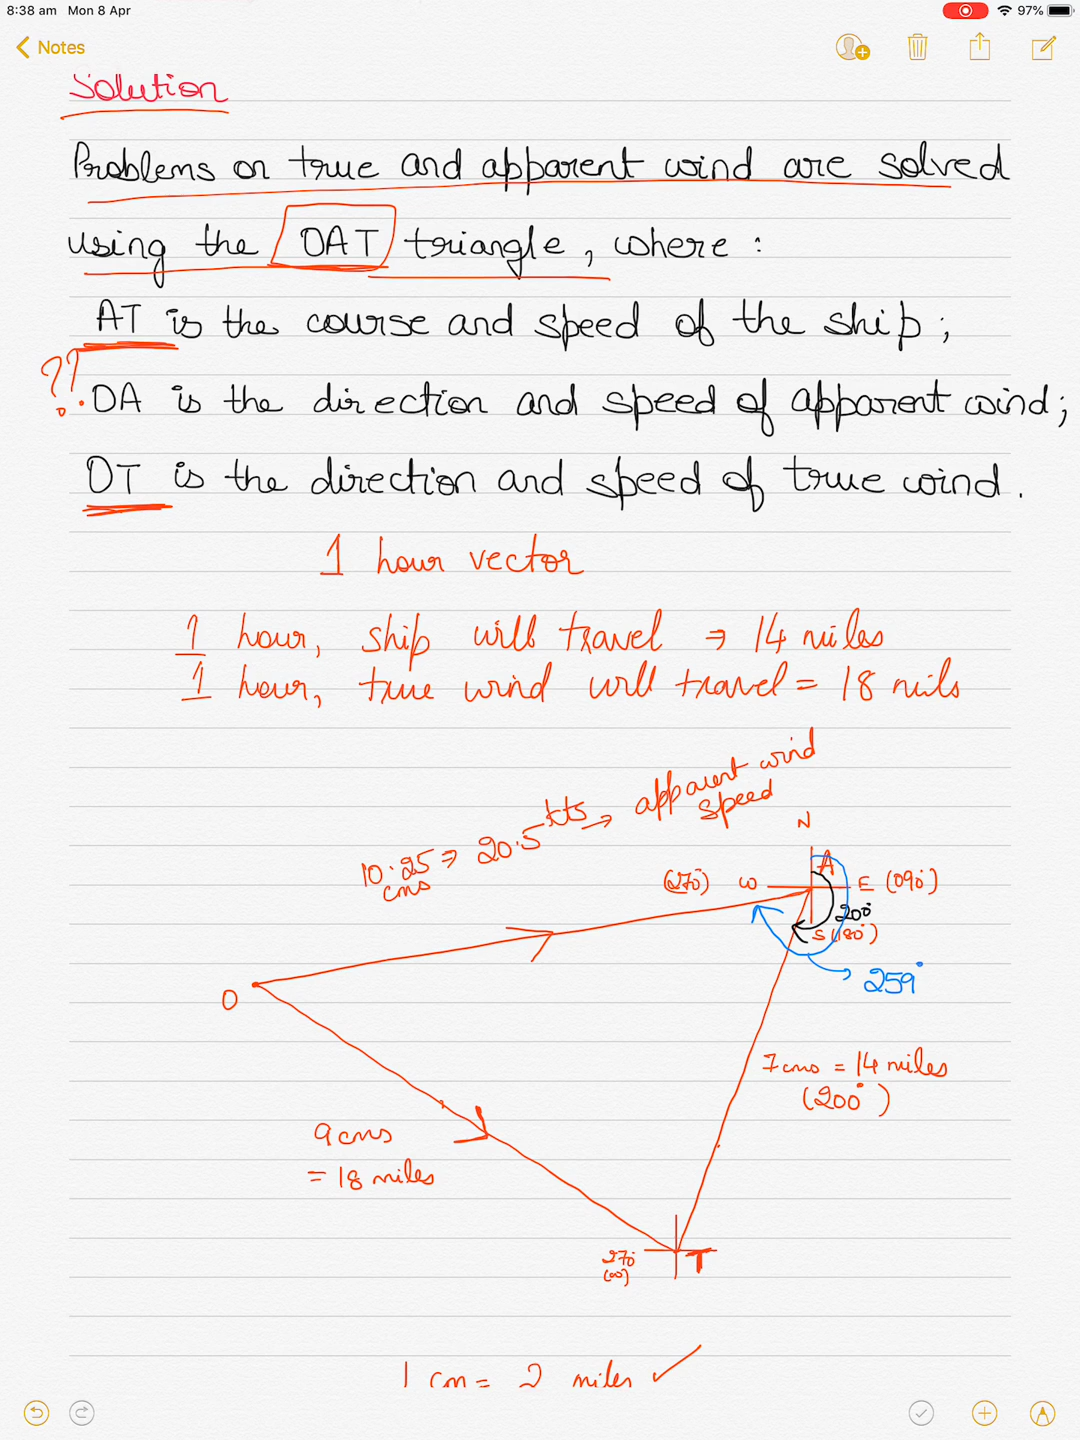 8:38 am Mon 8 Apr
97%
Notes
Solution
Problems on true and apparent wind are solved
using the OAT triangle, where :
AT is the course and speed of the ship ;
??
OA is the direction and speed of apparent wind;
OT is the direction and speed of true wind.
1 hour vector
1 hour, ship will travel → 14 miles
1 hour, true wind will travel = 18 mils
10.25 cms ⇒ 20.5 kts → apparent wind speed
N
A
(270°) W
E (090°)
200°
S (180°)
259°
O
7 cms = 14 miles
(200°)
9 cms
= 18 miles
270°
(W)
T
1 cm = 2 miles ✓